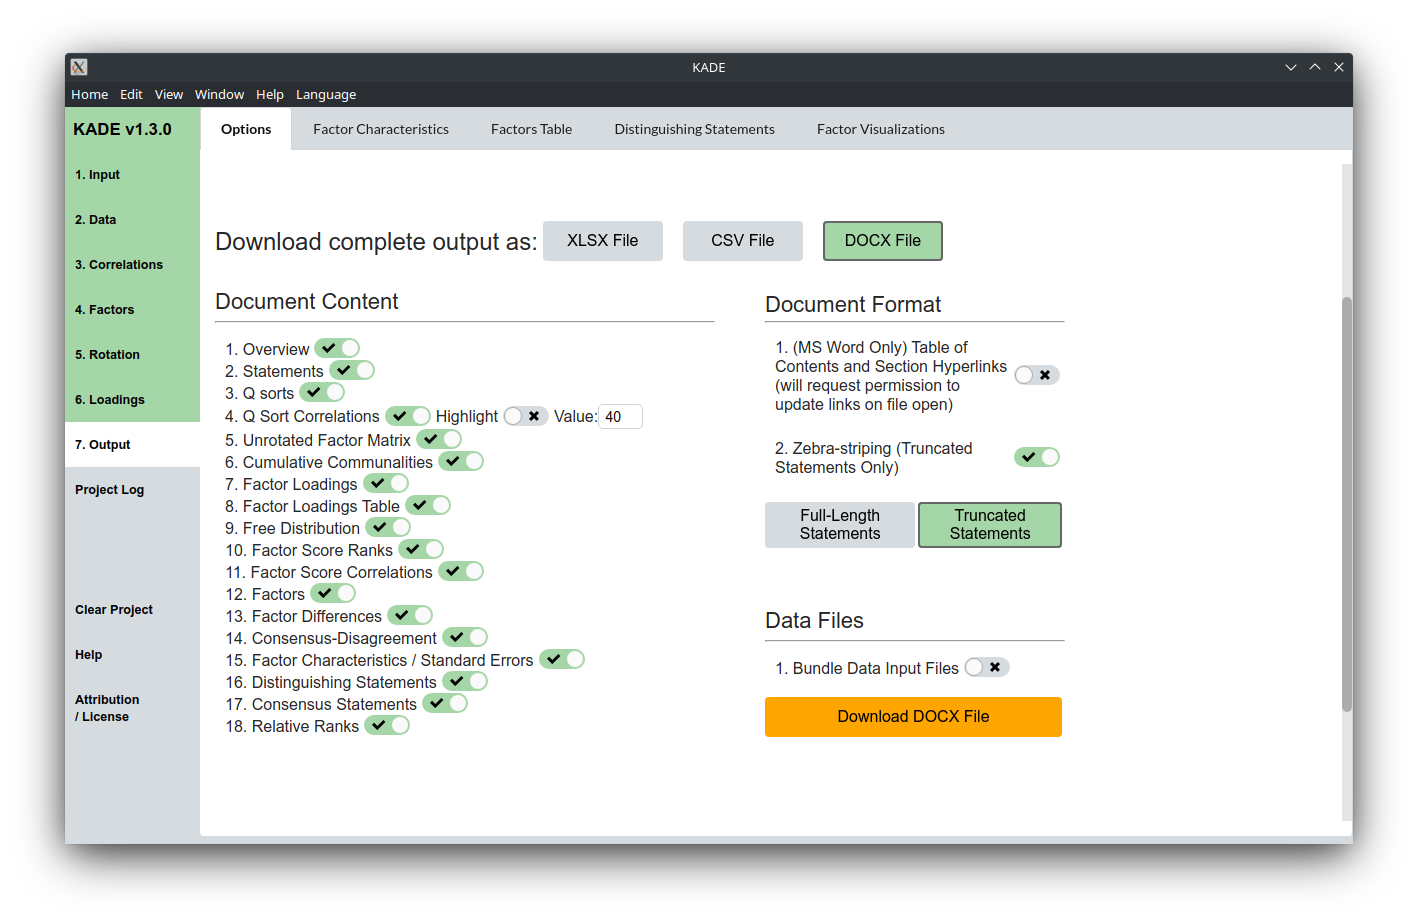 KADE
Home Edit View Window Help Language
KADE v1.3.0
Options Factor Characteristics Factors Table Distinguishing Statements Factor Visualizations
1. Input
2. Data
3. Correlations
4. Factors
5. Rotation
6. Loadings
7. Output
Project Log
Clear Project
Help
Attribution
/ License
Download complete output as: XLSX File CSV File DOCX File
Document Content
1. Overview
2. Statements
3. Q sorts
4. Q Sort Correlations Highlight Value: 40
5. Unrotated Factor Matrix
6. Cumulative Communalities
7. Factor Loadings
8. Factor Loadings Table
9. Free Distribution
10. Factor Score Ranks
11. Factor Score Correlations
12. Factors
13. Factor Differences
14. Consensus-Disagreement
15. Factor Characteristics / Standard Errors
16. Distinguishing Statements
17. Consensus Statements
18. Relative Ranks
Document Format
1. (MS Word Only) Table of
Contents and Section Hyperlinks
(will request permission to
update links on file open)
2. Zebra-striping (Truncated
Statements Only)
Full-Length
Statements
Truncated
Statements
Data Files
1. Bundle Data Input Files
Download DOCX File